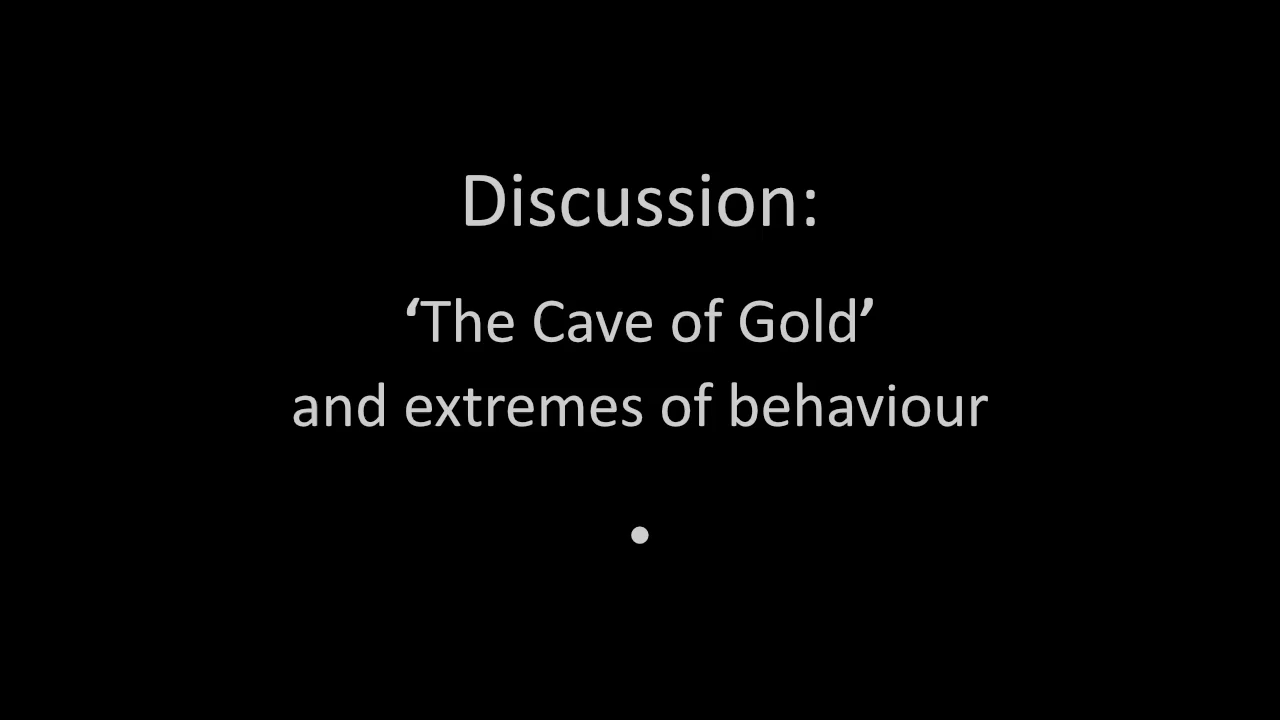 Discussion:
‘The Cave of Gold’
and extremes of behaviour
•